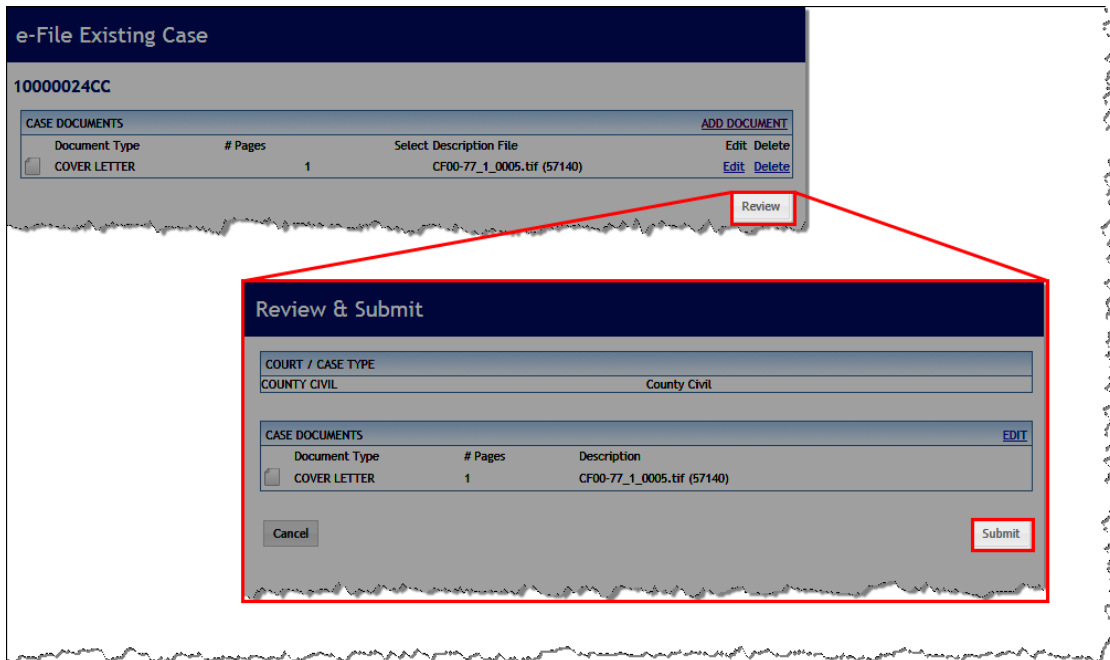 e-File Existing Case
10000024CC
CASE DOCUMENTS ADD DOCUMENT
Document Type # Pages Select Description File Edit Delete
COVER LETTER 1 CF00-77_1_0005.tif (57140) Edit Delete
Review
Review & Submit
COURT / CASE TYPE
COUNTY CIVIL County Civil
CASE DOCUMENTS EDIT
Document Type # Pages Description
COVER LETTER 1 CF00-77_1_0005.tif (57140)
Cancel Submit